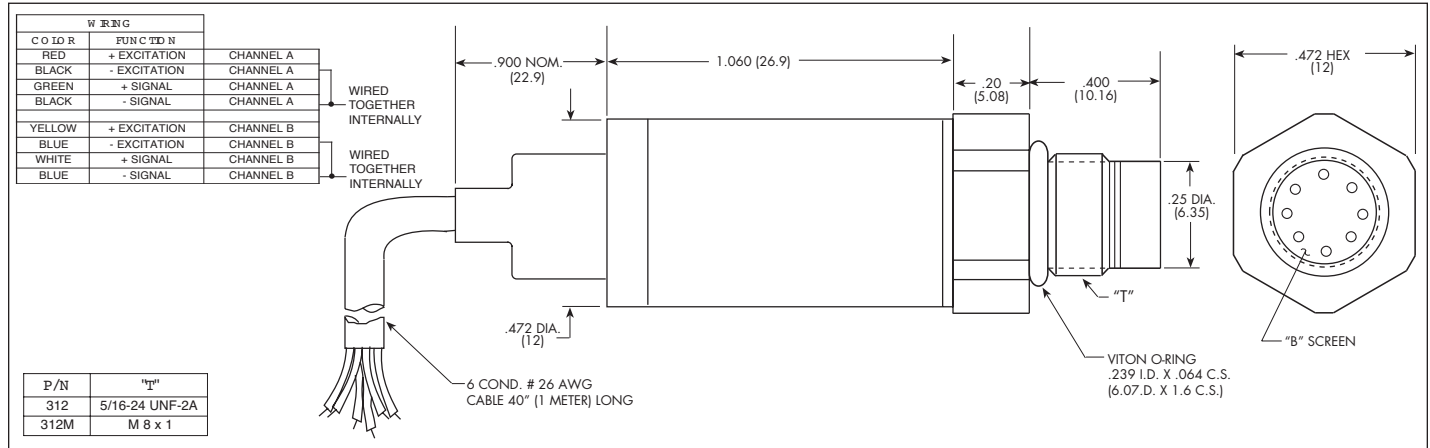 WIRING
COLOR FUNCTION
RED + EXCITATION CHANNEL A
BLACK - EXCITATION CHANNEL A
GREEN + SIGNAL CHANNEL A
BLACK - SIGNAL CHANNEL A
WIRED
TOGETHER
INTERNALLY
YELLOW + EXCITATION CHANNEL B
BLUE - EXCITATION CHANNEL B
WHITE + SIGNAL CHANNEL B
BLUE - SIGNAL CHANNEL B
WIRED
TOGETHER
INTERNALLY
.900 NOM.
(22.9)
1.060 (26.9)
.20
(5.08)
.400
(10.16)
.472 HEX
(12)
.25 DIA.
(6.35)
"T"
.472 DIA.
(12)
"B" SCREEN
VITON O-RING
.239 I.D. X .064 C.S.
(6.07.D. X 1.6 C.S.)
6 COND. # 26 AWG
CABLE 40" (1 METER) LONG
P/N "T"
312 5/16-24 UNF-2A
312M M 8 x 1